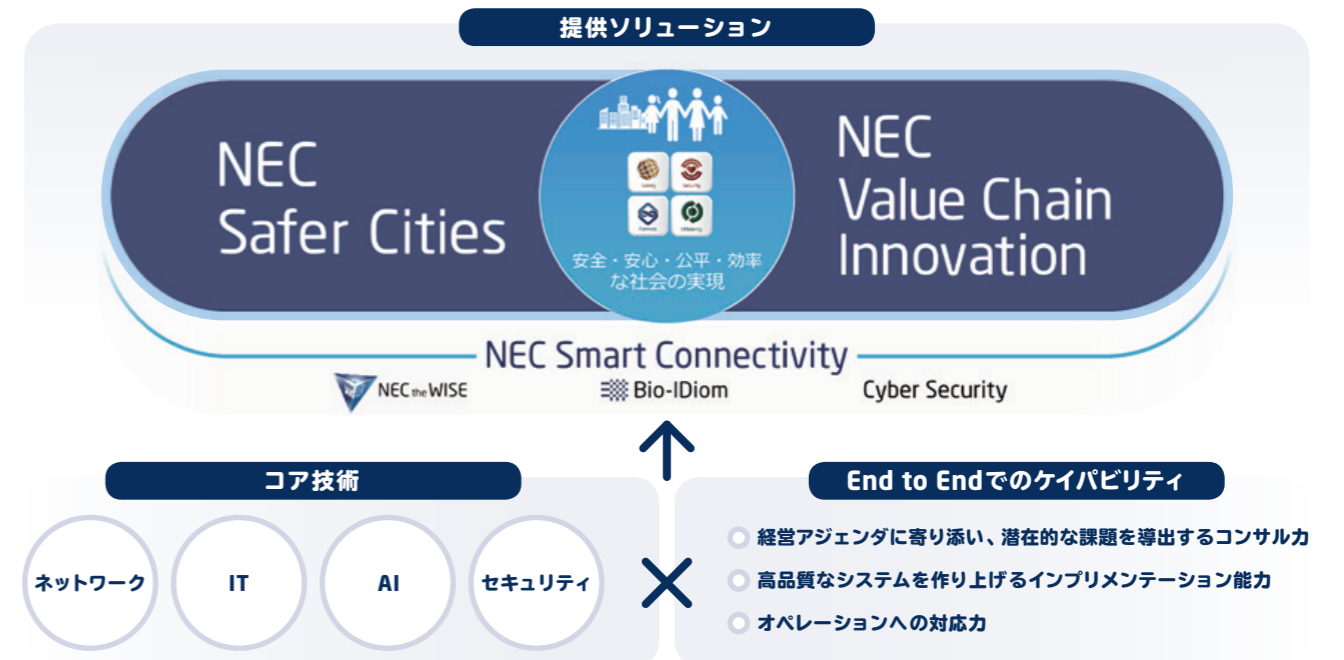 提供ソリューション
NEC
Safer Cities
安全・安心・公平・効率
な社会の実現
NEC
Value Chain
Innovation
NEC Smart Connectivity
NEC the WISE
Bio-IDiom
Cyber Security
コア技術
ネットワーク
IT
AI
セキュリティ
×
End to Endでのケイパビリティ
経営アジェンダに寄り添い、潜在的な課題を導出するコンサル力
高品質なシステムを作り上げるインプリメンテーション能力
オペレーションへの対応力